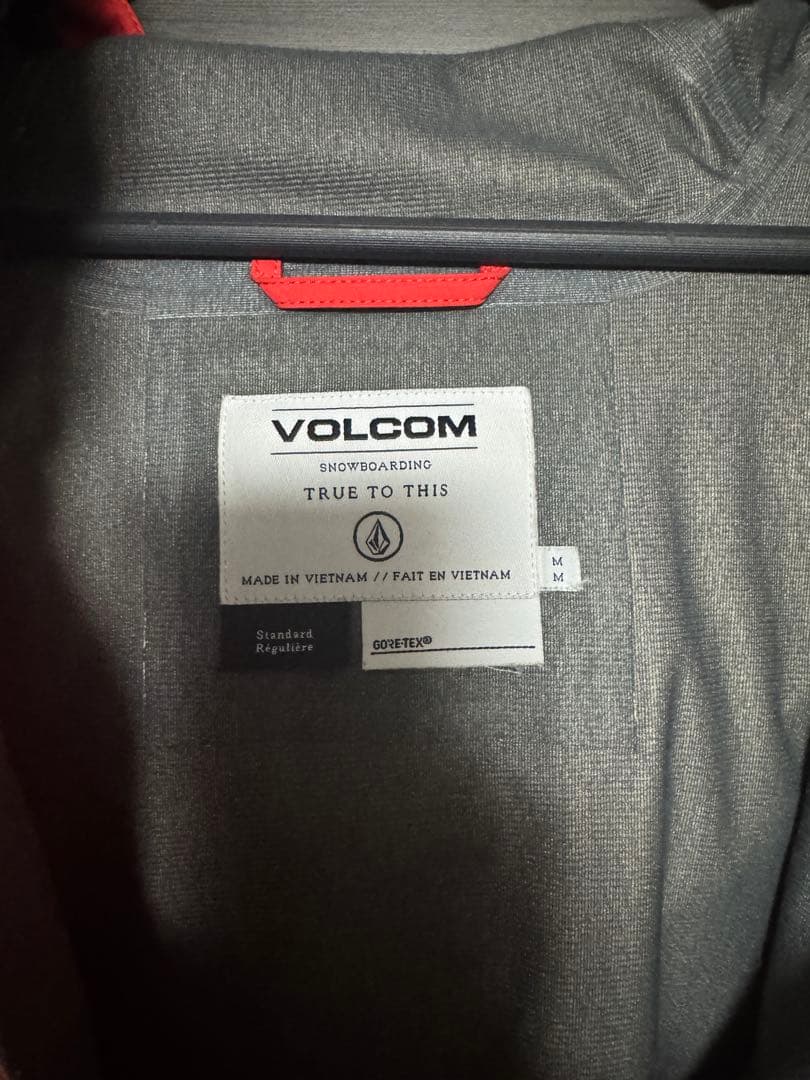 VOLCOM
SNOWBOARDING
TRUE TO THIS
MADE IN VIETNAM // FAIT EN VIETNAM
M
M
Standard
Régulière
GORE-TEX®